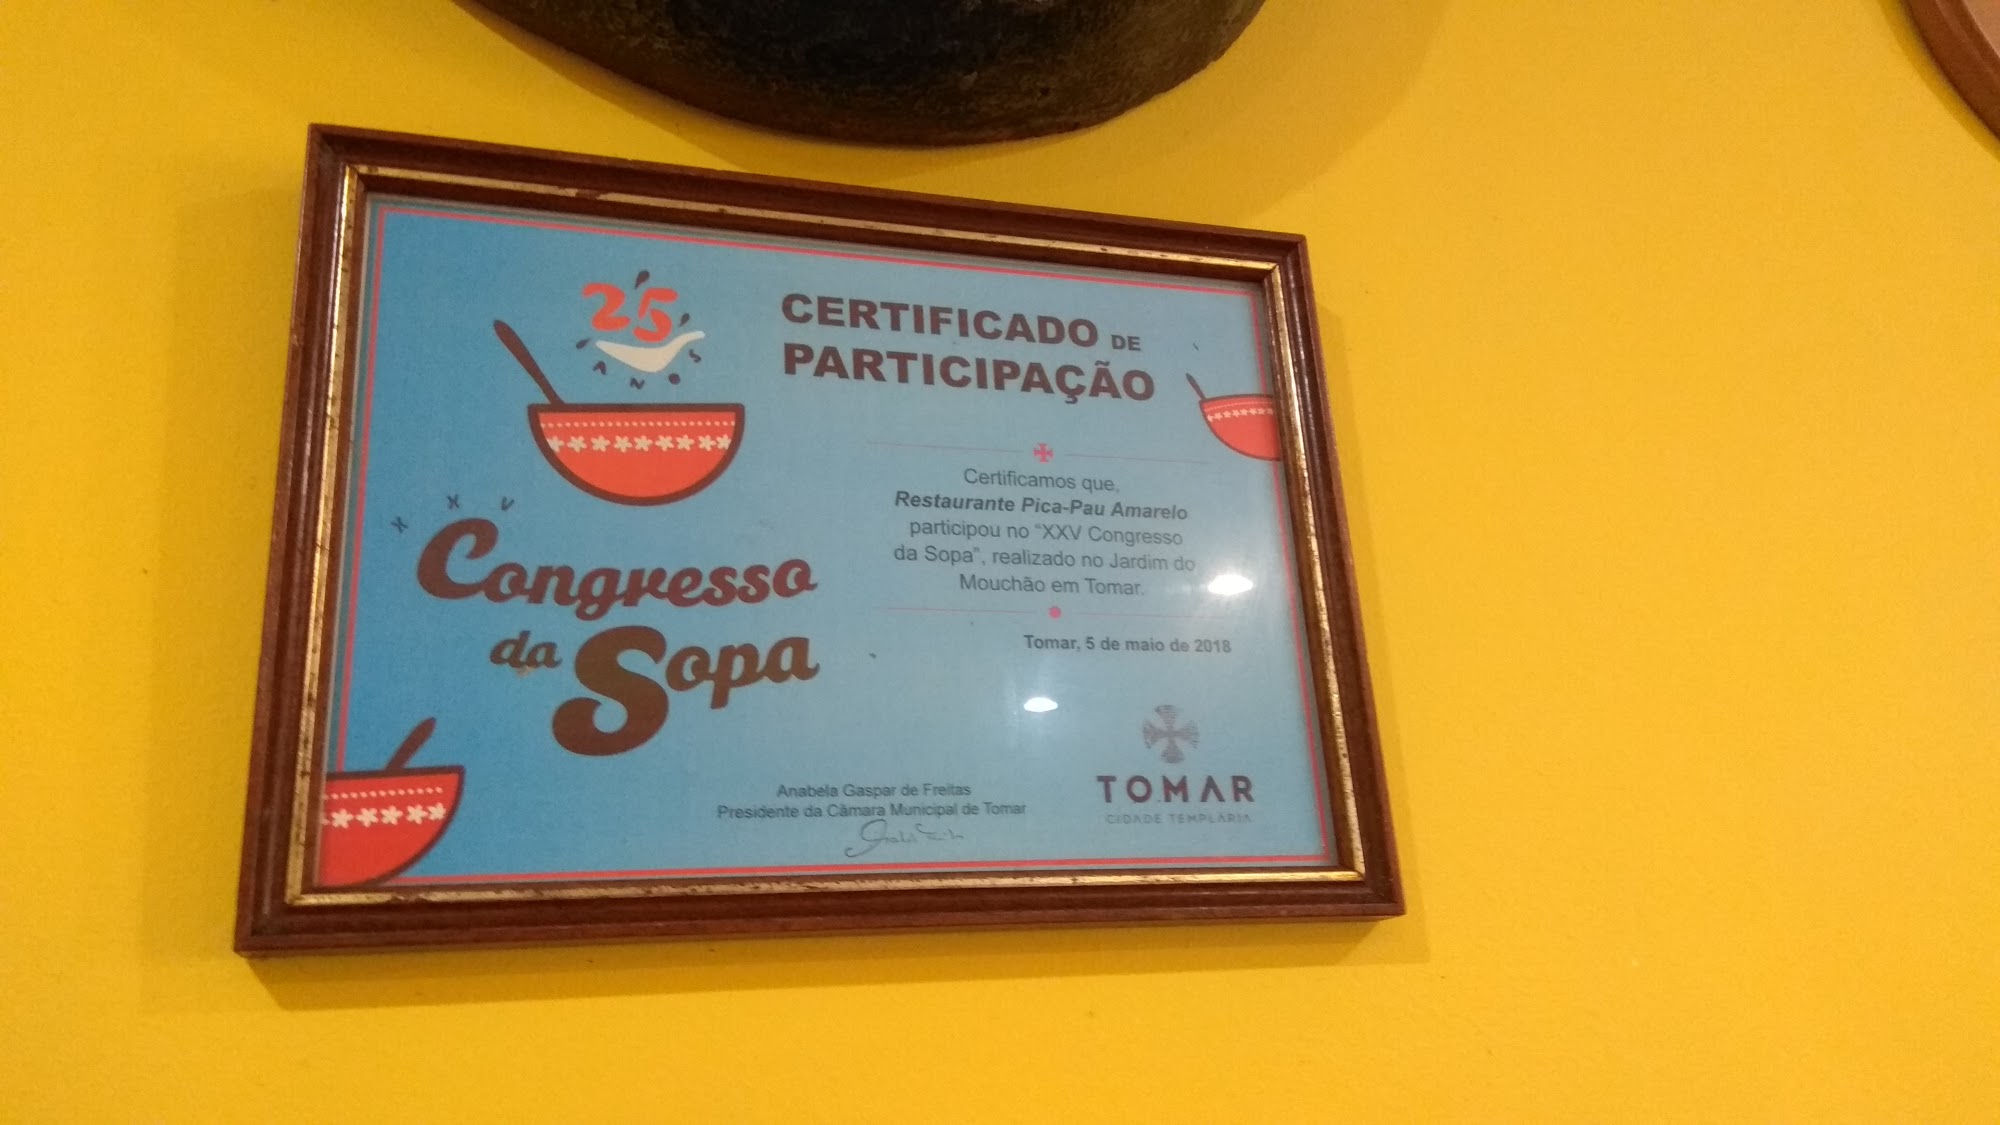 25
ANOS
XXV
Congresso
da Sopa
CERTIFICADO DE
PARTICIPAÇÃO
Certificamos que,
Restaurante Pica-Pau Amarelo
participou no “XXV Congresso
da Sopa”, realizado no Jardim do
Mouchão em Tomar.
Tomar, 5 de maio de 2018
Anabela Gaspar de Freitas
Presidente da Câmara Municipal de Tomar
TOMAR
CIDADE TEMPLÁRIA